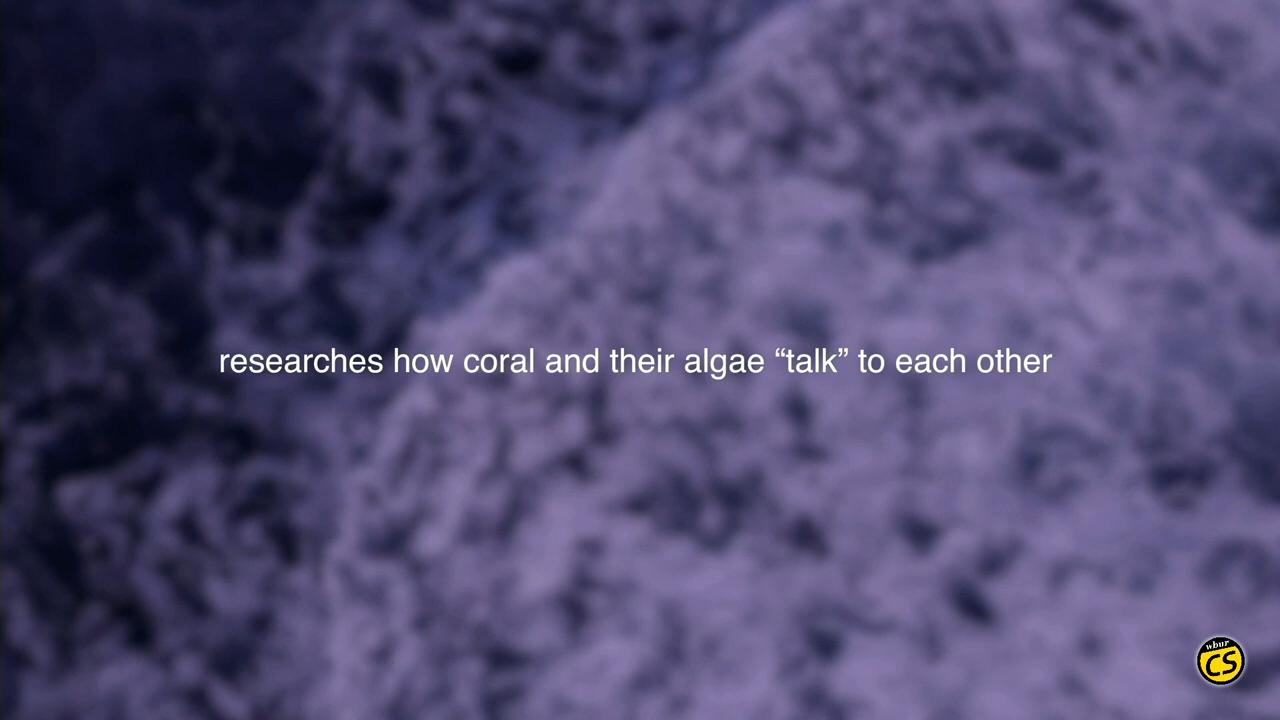 researches how coral and their algae “talk” to each other
wbur
CS